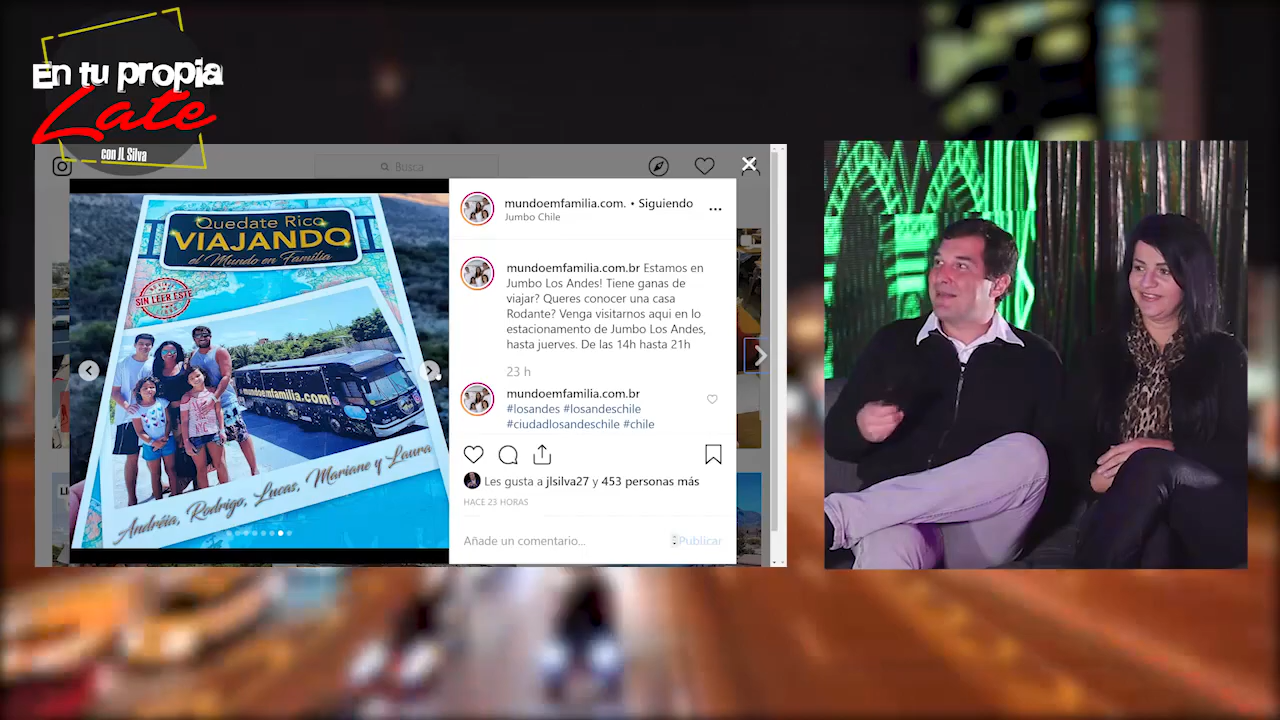 En tu propia
Late
con JL Silva
Busca
Quedate Rico
VIAJANDO
el Mundo en Familia
SIN LEER ESTE
mundoemfamilia.com
Andréia, Rodrigo, Lucas, Mariane y Laura
mundoemfamilia.com. • Siguiendo
Jumbo Chile
mundoemfamilia.com.br Estamos en
Jumbo Los Andes! Tiene ganas de
viajar? Queres conocer una casa
Rodante? Venga visitarnos aqui en lo
estacionamento de Jumbo Los Andes,
hasta jueves. De las 14h hasta 21h
23 h
mundoemfamilia.com.br
#losandes #losandeschile
#ciudadlosandeschile #chile
Les gusta a jlsilva27 y 453 personas más
HACE 23 HORAS
Añade un comentario...
Publicar